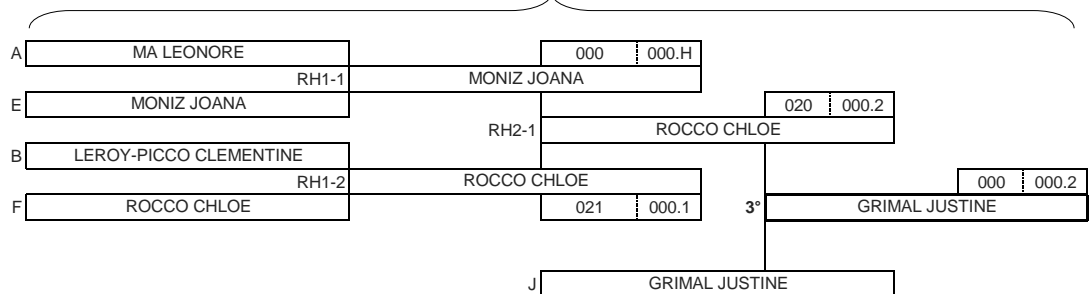 A MA LEONORE 000 000.H
RH1-1 MONIZ JOANA
E MONIZ JOANA 020 000.2
RH2-1 ROCCO CHLOE
B LEROY-PICCO CLEMENTINE
RH1-2 ROCCO CHLOE 000 000.2
F ROCCO CHLOE 021 000.1 3° GRIMAL JUSTINE
J GRIMAL JUSTINE